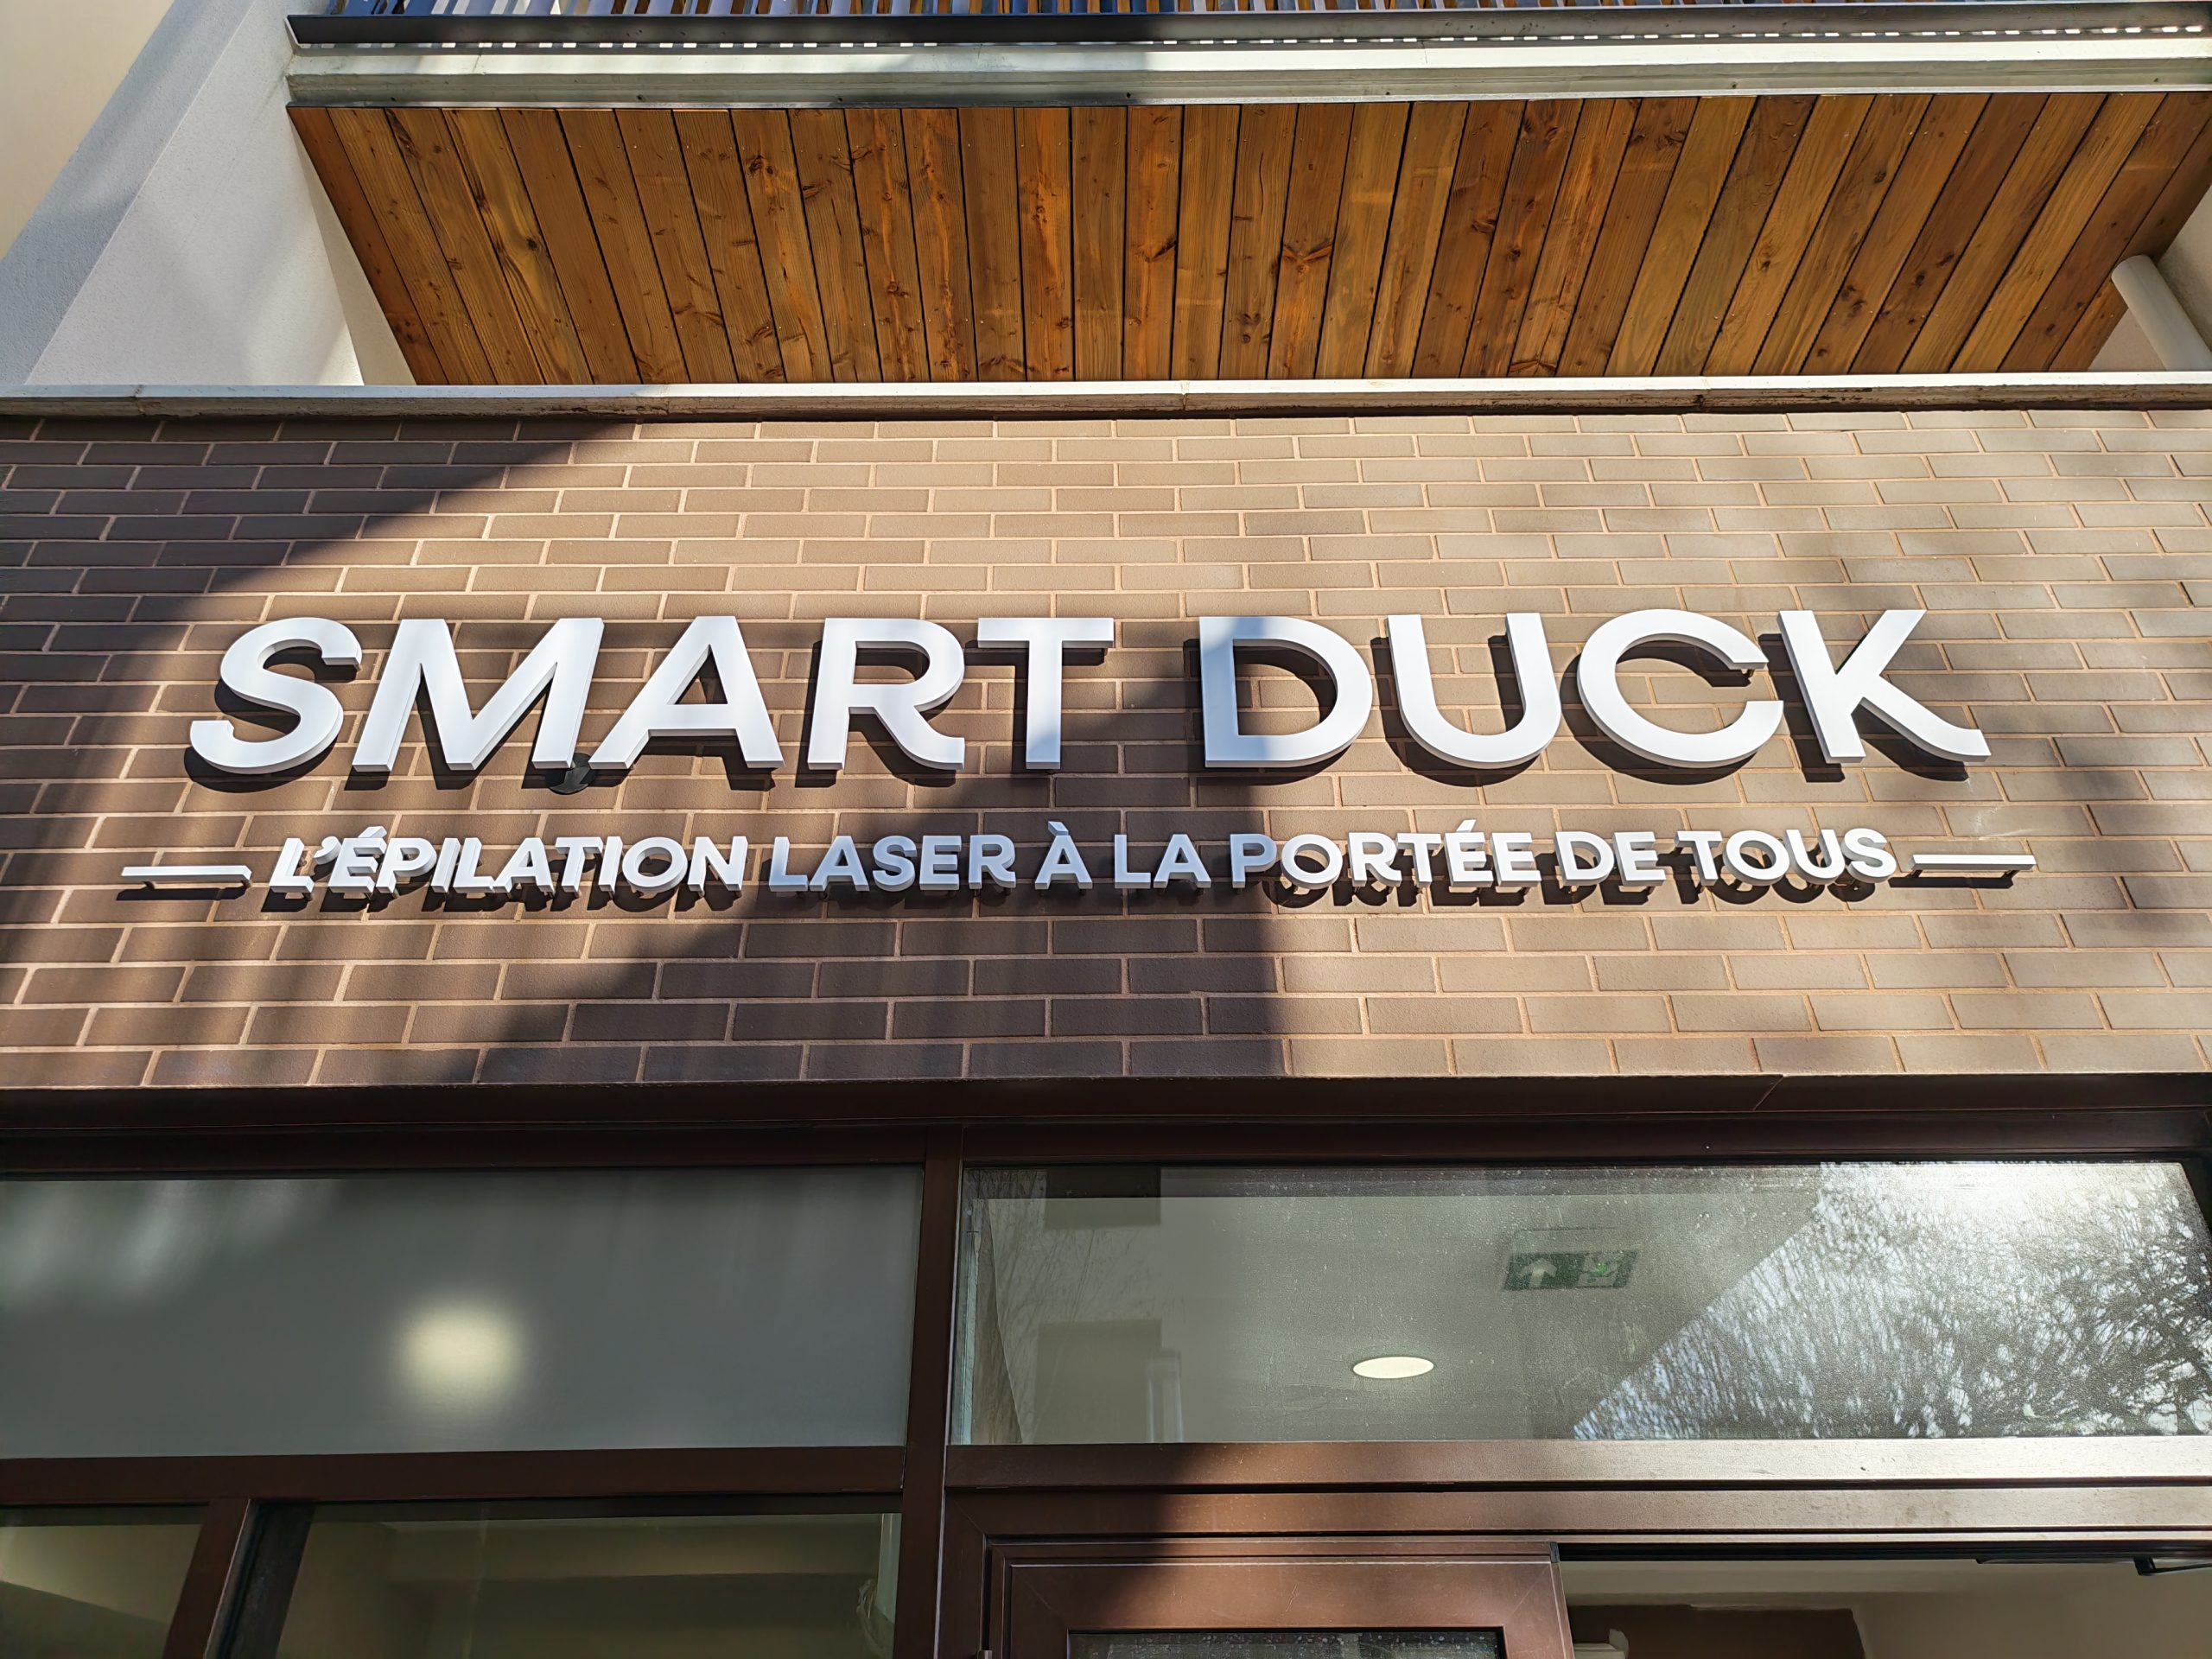 SMART DUCK
— L'ÉPILATION LASER À LA PORTÉE DE TOUS —